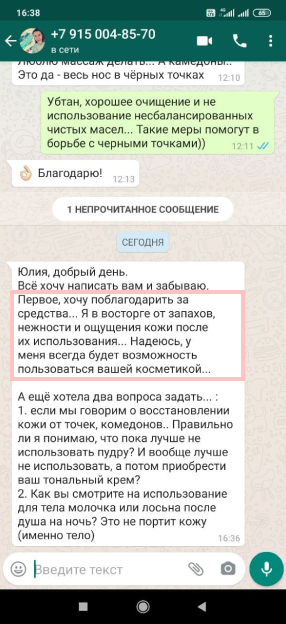 16:38
65
+7 915 004-85-70
в сети
Люблю массаж делать... А камедоны..
Это да - весь нос в чёрных точках 12:10
Убтан, хорошее очищение и не
использование несбалансированных
чистых масел... Такие меры помогут в
борьбе с черными точками)) 12:11
Благодарю! 12:13
1 НЕПРОЧИТАННОЕ СООБЩЕНИЕ
СЕГОДНЯ
Юлия, добрый день.
Всё хочу написать вам и забываю.
Первое, хочу поблагодарить за
средства... Я в восторге от запахов,
нежности и ощущения кожи после
их использования... Надеюсь, у
меня всегда будет возможность
пользоваться вашей косметикой...
А ещё хотела два вопроса задать... :
1. если мы говорим о восстановлении
кожи от точек, комедонов.. Правильно
ли я понимаю, что пока лучше не
использовать пудру? И вообще лучше
не использовать, а потом приобрести
ваш тональный крем?
2. Как вы смотрите на использование
для тела молочка или лосьна после
душа на ночь? Это не портит кожу
(именно тело) 16:36
Введите текст